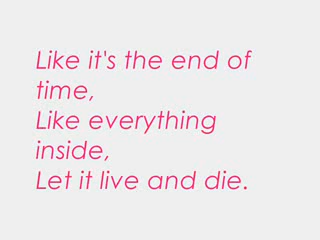 Like it's the end of
time,
Like everything
inside,
Let it live and die.